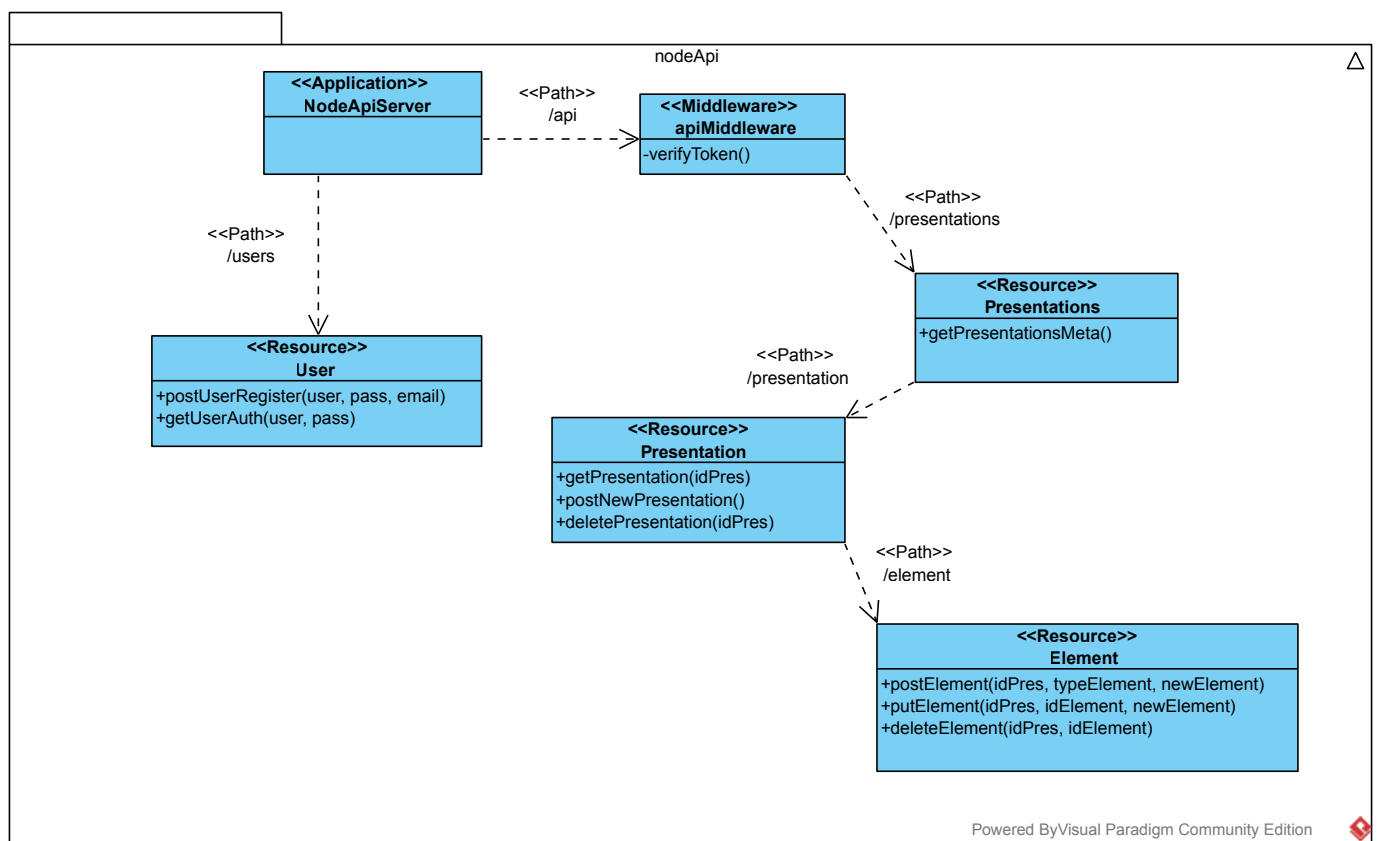 nodeApi
<<Application>>
NodeApiServer
<<Path>>
/api
<<Middleware>>
apiMiddleware
-verifyToken()
<<Path>>
/presentations
<<Path>>
/users
<<Resource>>
Presentations
+getPresentationsMeta()
<<Resource>>
User
+postUserRegister(user, pass, email)
+getUserAuth(user, pass)
<<Path>>
/presentation
<<Resource>>
Presentation
+getPresentation(idPres)
+postNewPresentation()
+deletePresentation(idPres)
<<Path>>
/element
<<Resource>>
Element
+postElement(idPres, typeElement, newElement)
+putElement(idPres, idElement, newElement)
+deleteElement(idPres, idElement)
Powered ByVisual Paradigm Community Edition